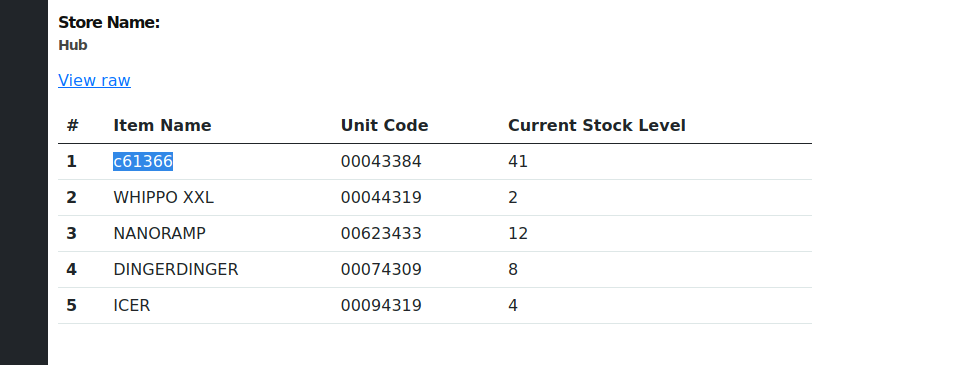 Store Name:
Hub
View raw
# Item Name Unit Code Current Stock Level
1 c61366 00043384 41
2 WHIPPO XXL 00044319 2
3 NANORAMP 00623433 12
4 DINGERDINGER 00074309 8
5 ICER 00094319 4